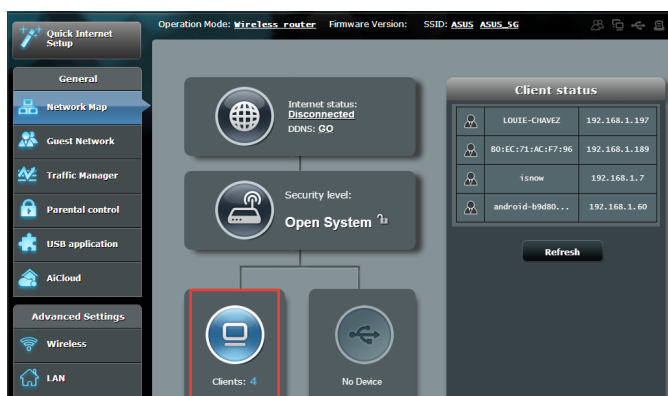 Quick Internet
Setup
Operation Mode: Wireless router Firmware Version: SSID: ASUS ASUS_5G
General
Network Map
Guest Network
Traffic Manager
Parental control
USB application
AiCloud
Advanced Settings
Wireless
LAN
Internet status:
Disconnected
DDNS: GO
Security level:
Open System
Clients: 4
No Device
Client status
LOUIE-CHAVEZ 192.168.1.197
B0:EC:71:AC:F7:96 192.168.1.189
isnow 192.168.1.7
android-b9d80... 192.168.1.60
Refresh